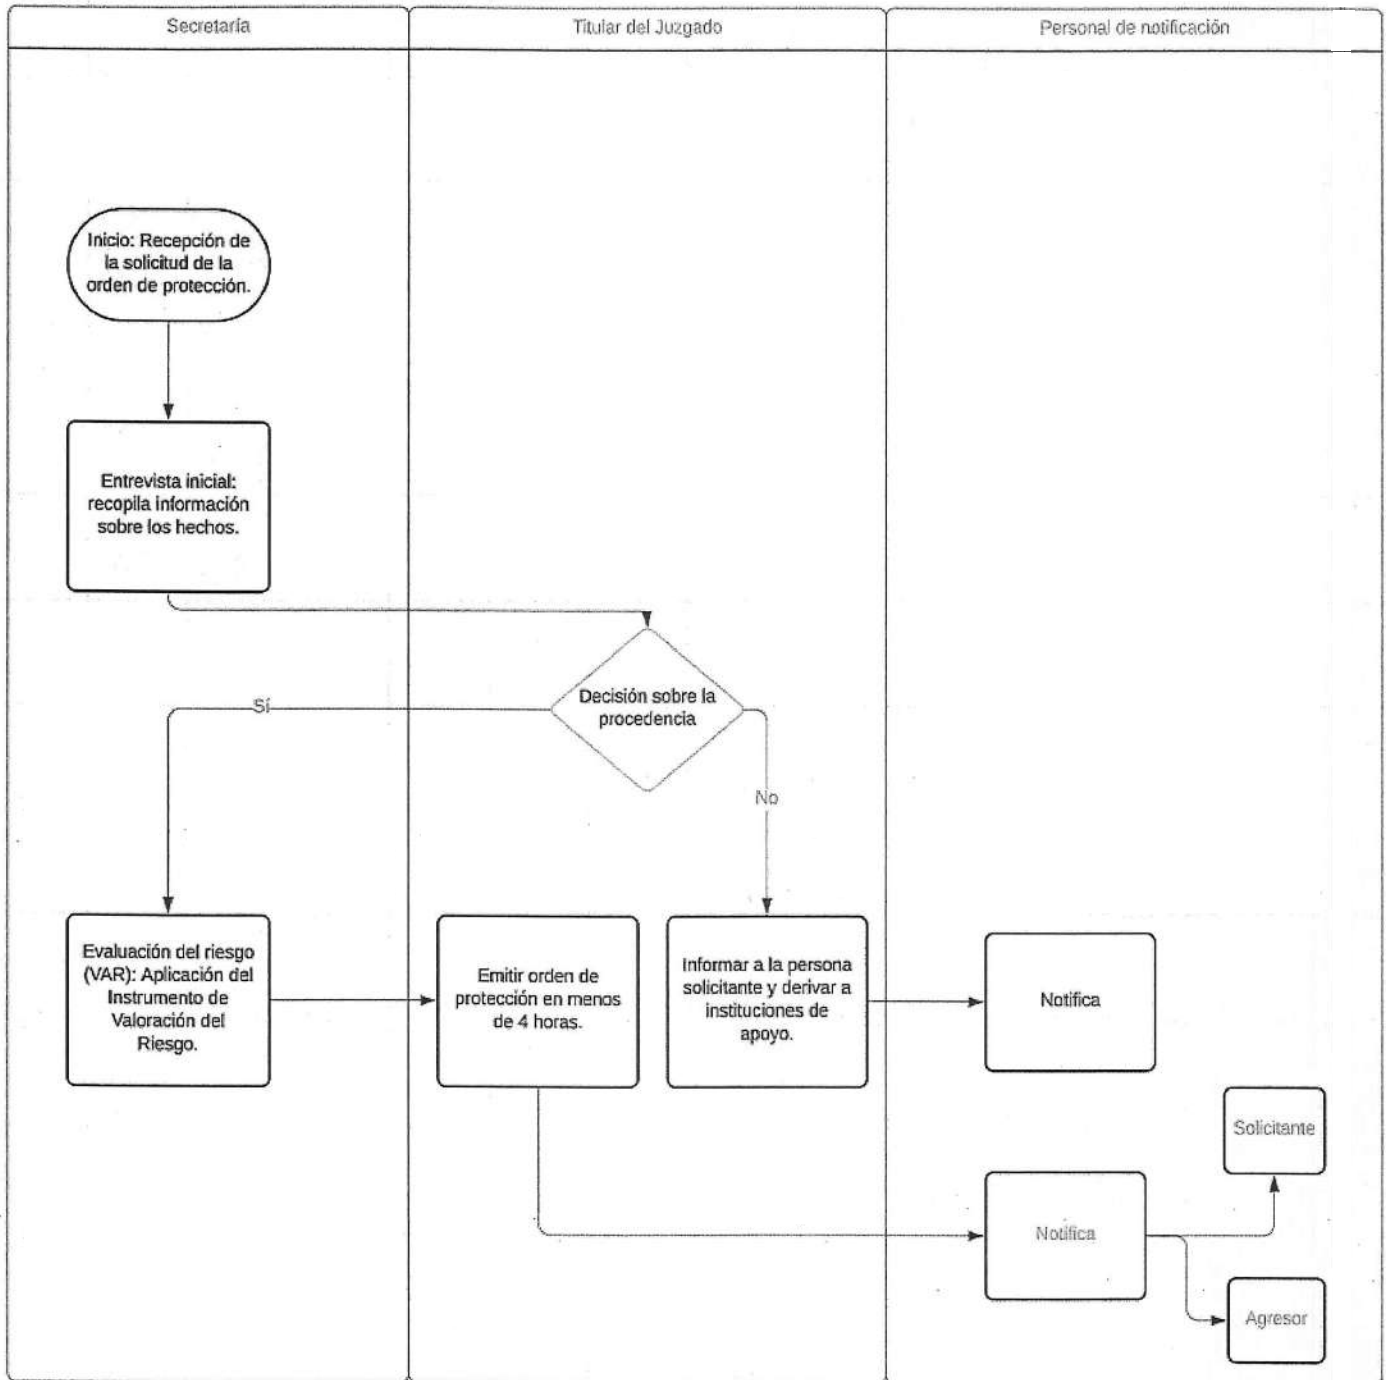 Secretaría
Titular del Juzgado
Personal de notificación
Inicio: Recepción de
la solicitud de la
orden de protección.
Entrevista inicial:
recopila información
sobre los hechos.
Decisión sobre la
procedencia
Sí
No
Evaluación del riesgo
(VAR): Aplicación del
Instrumento de
Valoración del
Riesgo.
Emitir orden de
protección en menos
de 4 horas.
Informar a la persona
solicitante y derivar a
instituciones de
apoyo.
Notifica
Solicitante
Notifica
Agresor